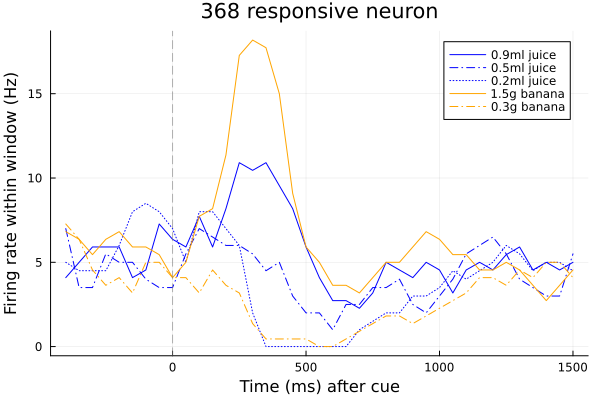 368 responsive neuron
Firing rate within window (Hz)
15
10
5
0
0.9ml juice
0.5ml juice
0.2ml juice
1.5g banana
0.3g banana
0
500
1000
1500
Time (ms) after cue